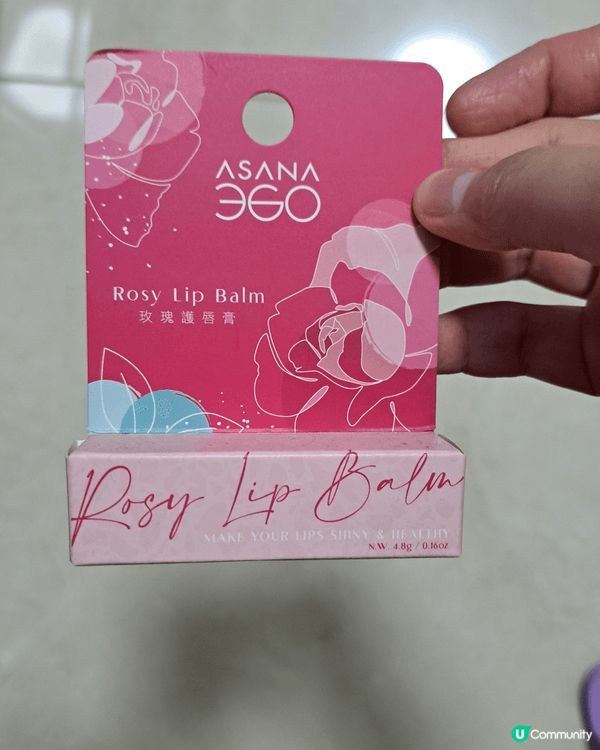 ASANA
360
Rosy Lip Balm
玫瑰護唇膏
Rosy Lip Balm
MAKE YOUR LIPS SHINY & HEALTHY
N.W. 4.8g / 0.16oz
U Community